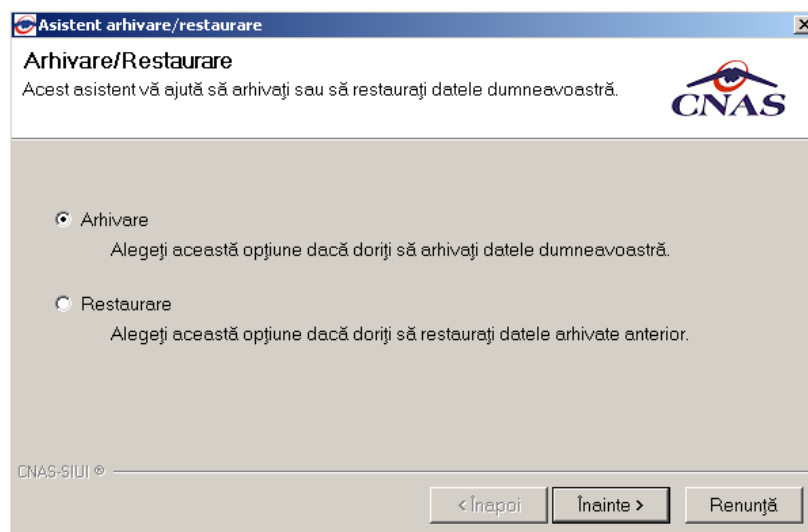 Asistent arhivare/restaurare
Arhivare/Restaurare
Acest asistent vă ajută să arhivaţi sau să restauraţi datele dumneavoastră.
CNAS
Arhivare
Alegeţi această opţiune dacă doriţi să arhivaţi datele dumneavoastră.
Restaurare
Alegeţi această opţiune dacă doriţi să restauraţi datele arhivate anterior.
CNAS-SIUI ®
< Înapoi
Înainte >
Renunţă